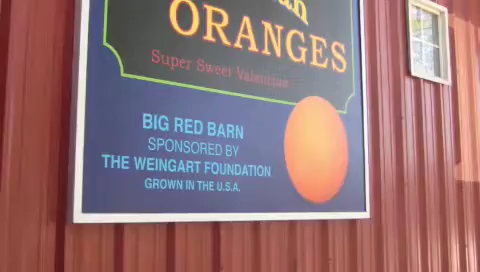 ORANGES
Super Sweet Valencias
BIG RED BARN
SPONSORED BY
THE WEINGART FOUNDATION
GROWN IN THE U.S.A.